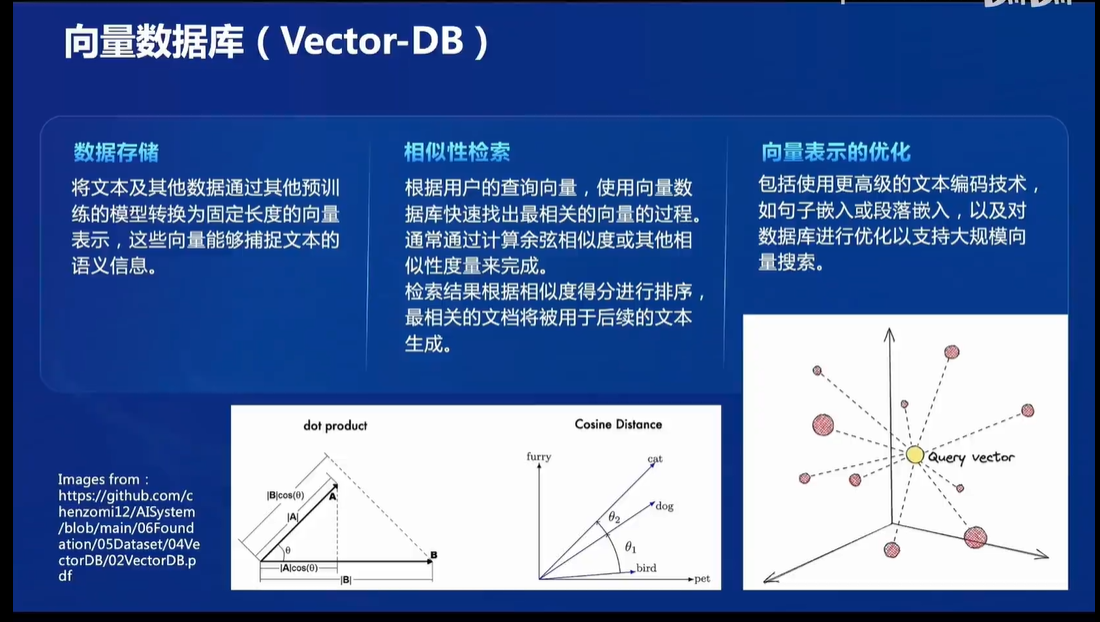 向量数据库（Vector-DB）
数据存储
将文本及其他数据通过其他预训
练的模型转换为固定长度的向量
表示，这些向量能够捕捉文本的
语义信息。
相似性检索
根据用户的查询向量，使用向量数
据库快速找出最相关的向量的过程。
通常通过计算余弦相似度或其他相
似性度量来完成。
检索结果根据相似度得分进行排序，
最相关的文档将被用于后续的文本
生成。
向量表示的优化
包括使用更高级的文本编码技术，
如句子嵌入或段落嵌入，以及对
数据库进行优化以支持大规模向
量搜索。
Images from：
https://github.com/c
henzomi12/AISystem
/blob/main/06Found
ation/05Dataset/04Ve
ctorDB/02VectorDB.p
df
dot product
|B|cos(θ)
|A|
A
θ
B
|A|cos(θ)
|B|
Cosine Distance
furry
cat
dog
θ2
θ1
bird
pet
Query vector